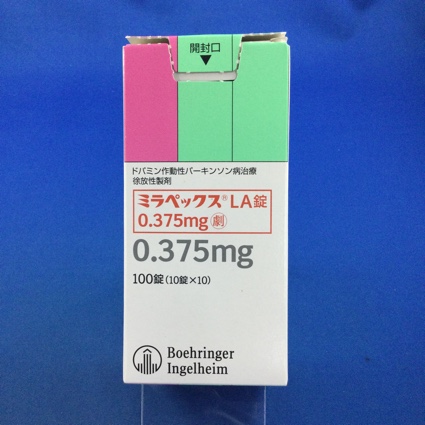 開封口
▼
ドパミン作動性パーキンソン病治療
徐放性製剤
ミラペックス® LA錠
0.375mg 劇
0.375mg
100錠(10錠×10)
Boehringer
Ingelheim